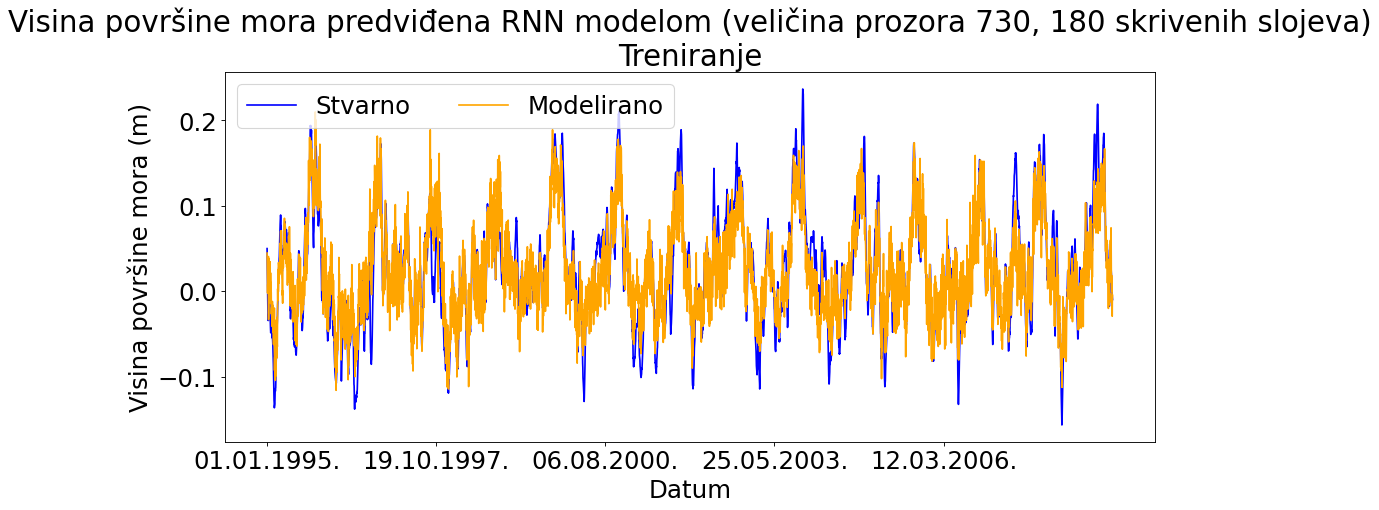 Visina površine mora predviđena RNN modelom (veličina prozora 730, 180 skrivenih slojeva)
Treniranje
Stvarno Modelirano
Visina površine mora (m)
0.2
0.1
0.0
−0.1
01.01.1995. 19.10.1997. 06.08.2000. 25.05.2003. 12.03.2006.
Datum